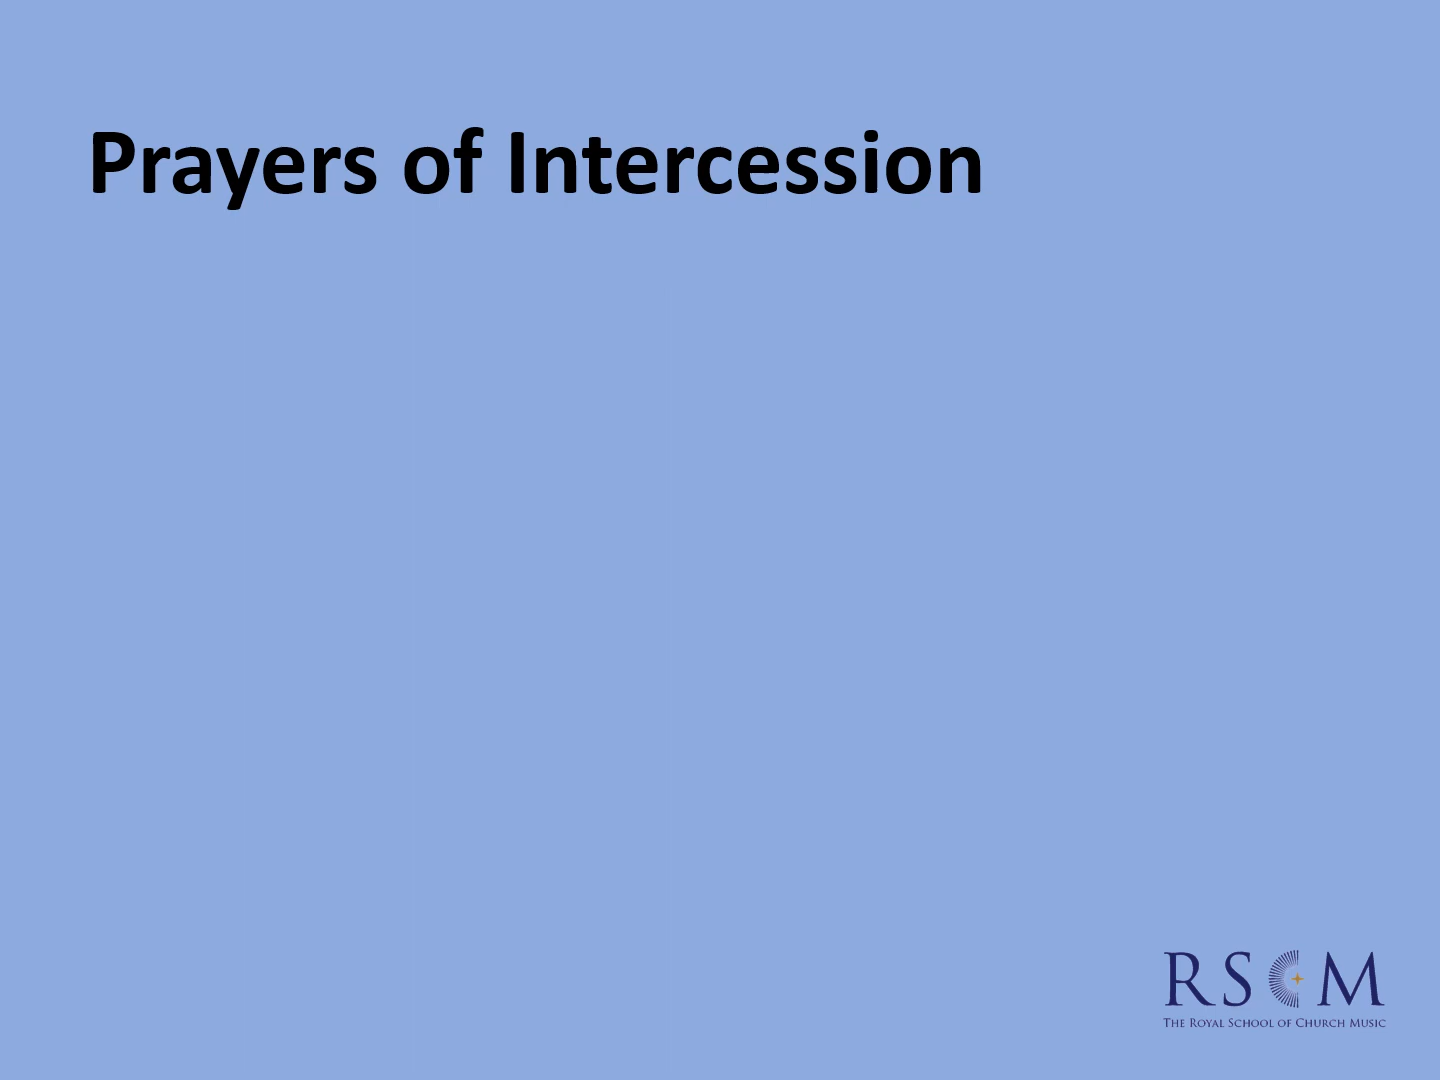 Prayers of Intercession
RSCM
The Royal School of Church Music